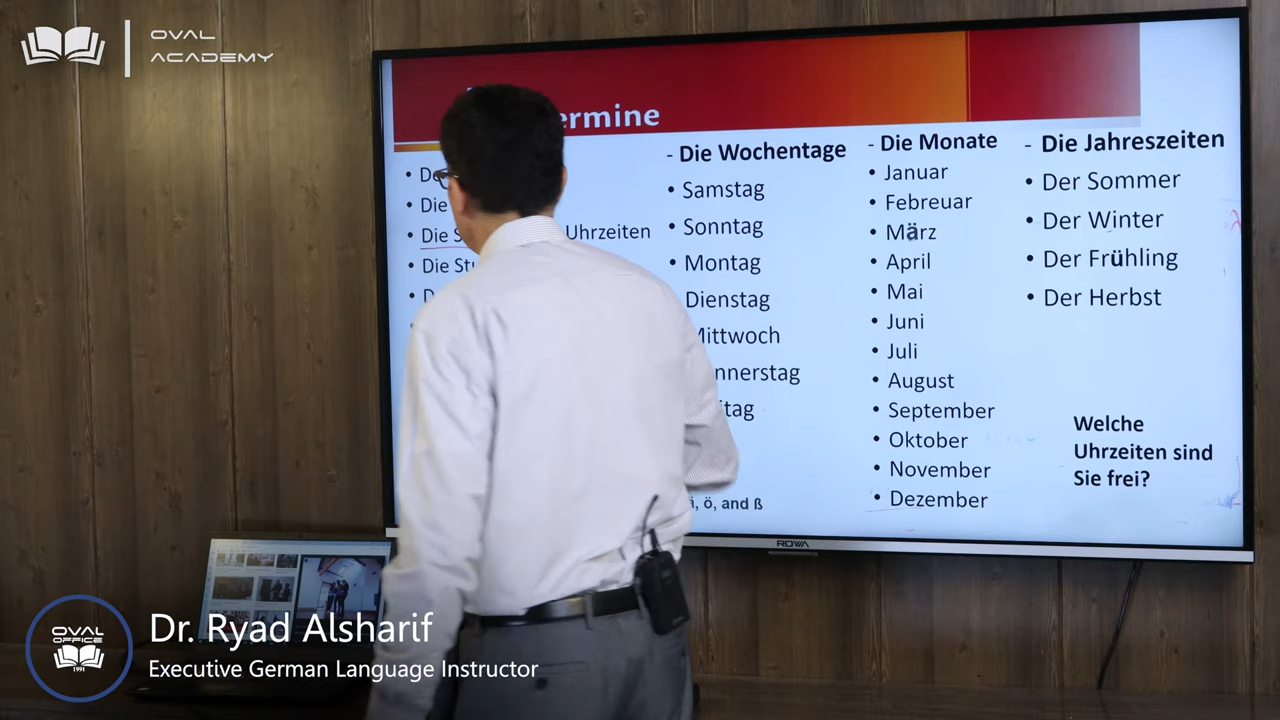 OVAL
ACADEMY
ermine
Die
Die
Uhrzeiten
Die
- Die Wochentage
• Samstag
• Sonntag
• Montag
Dienstag
Mittwoch
nnerstag
tag
ä, ö, and ß
- Die Monate
• Januar
• Febreuar
• März
• April
• Mai
• Juni
• Juli
• August
• September
• Oktober
• November
• Dezember
- Die Jahreszeiten
• Der Sommer
• Der Winter
• Der Frühling
• Der Herbst
Welche
Uhrzeiten sind
Sie frei?
ROWA
OVAL
OFFICE
1991
Dr. Ryad Alsharif
Executive German Language Instructor